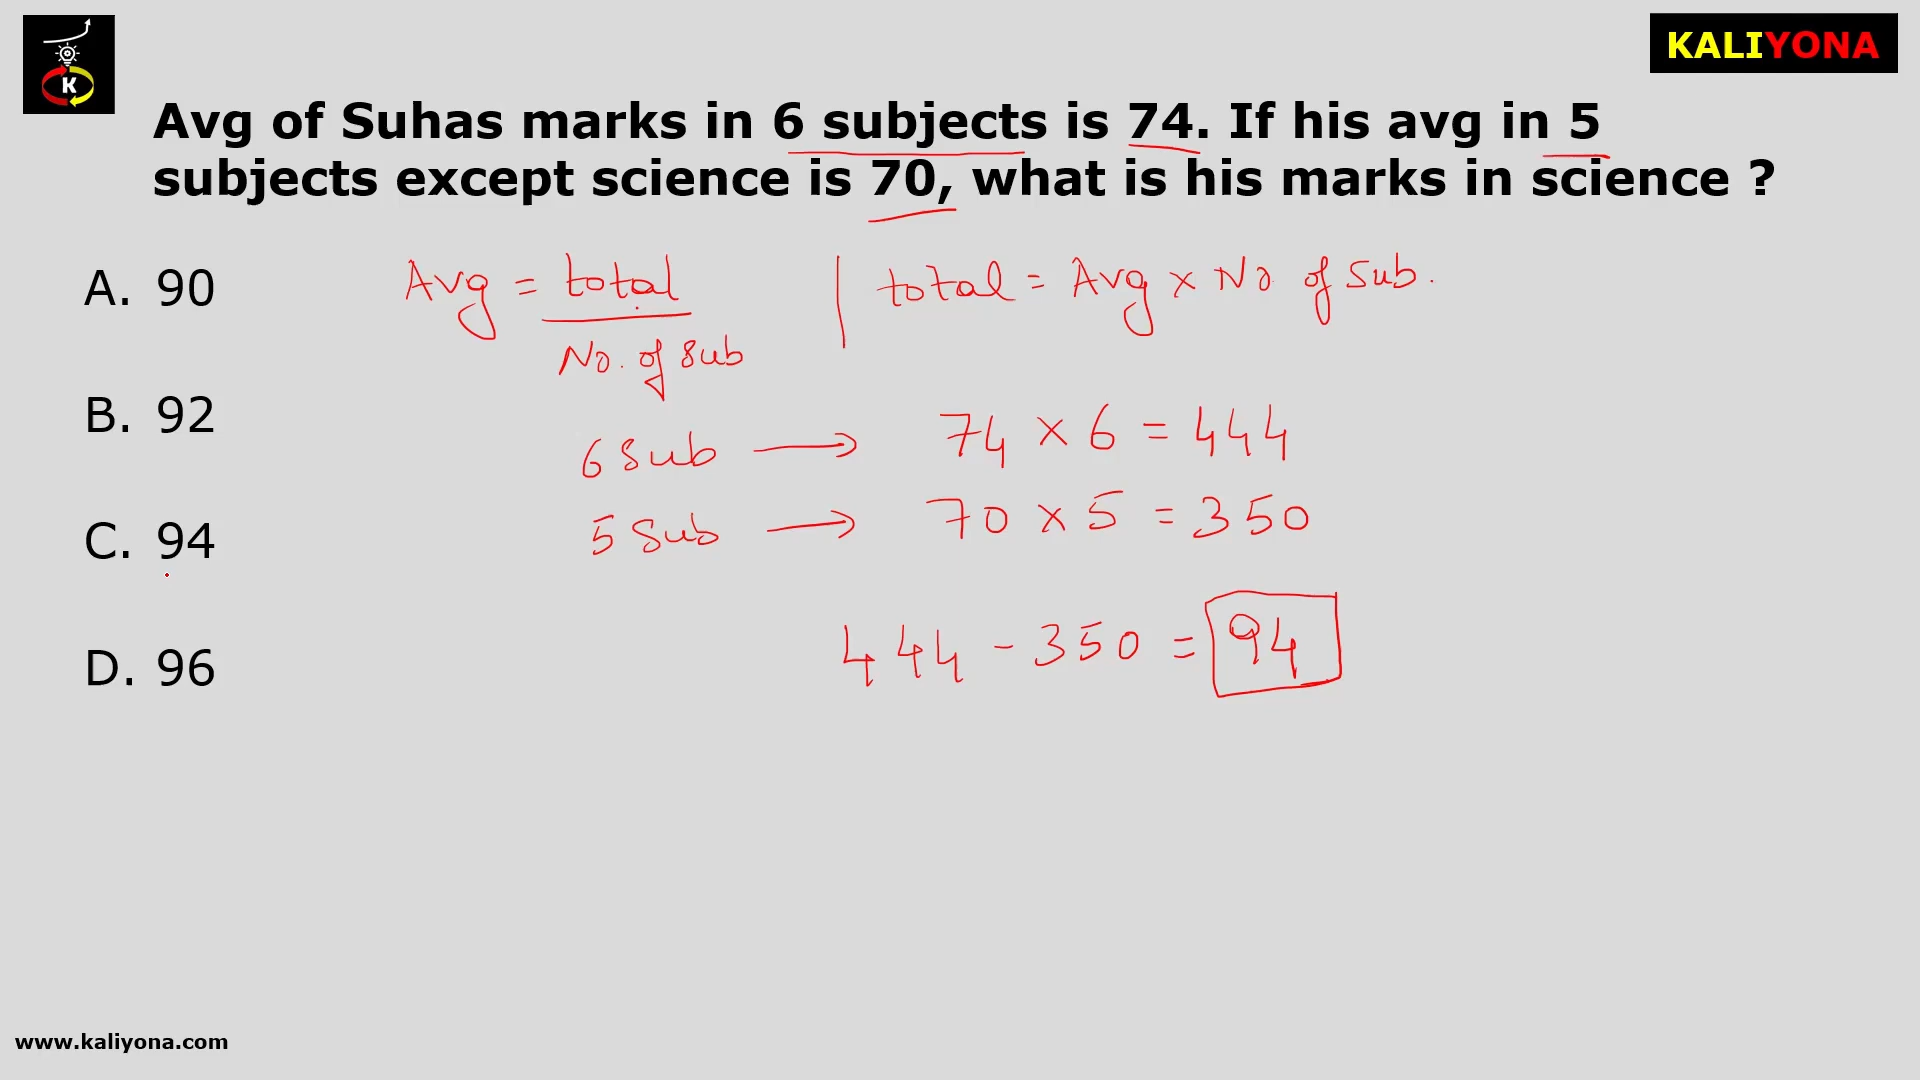 K
KALIYONA
Avg of Suhas marks in 6 subjects is 74. If his avg in 5
subjects except science is 70, what is his marks in science ?
A. 90
Avg = total
No. of sub
total = Avg x No. of sub.
B. 92
6 sub → 74 x 6 = 444
5 sub → 70 x 5 = 350
C. 94
444 - 350 = 94
D. 96
www.kaliyona.com